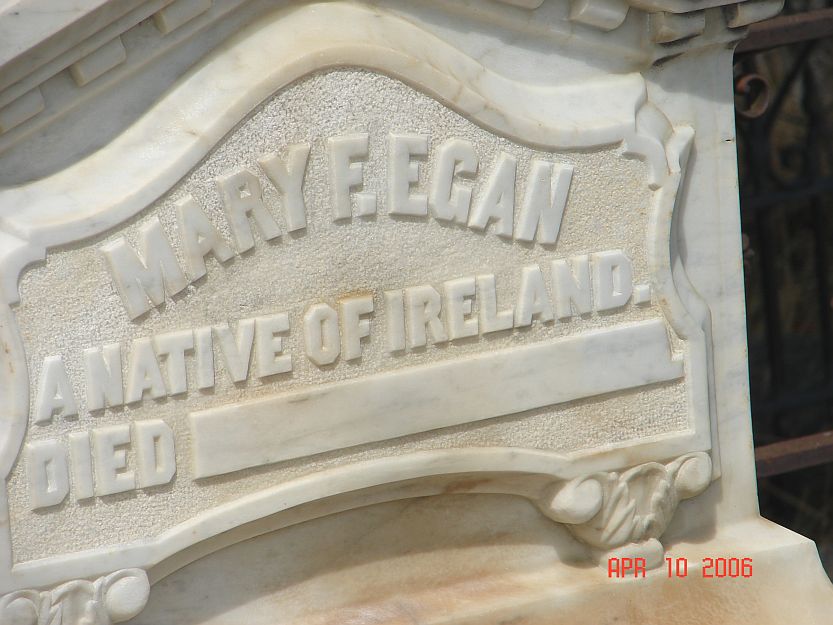 MARY F. EGAN
A NATIVE OF IRELAND.
DIED
APR 10 2006